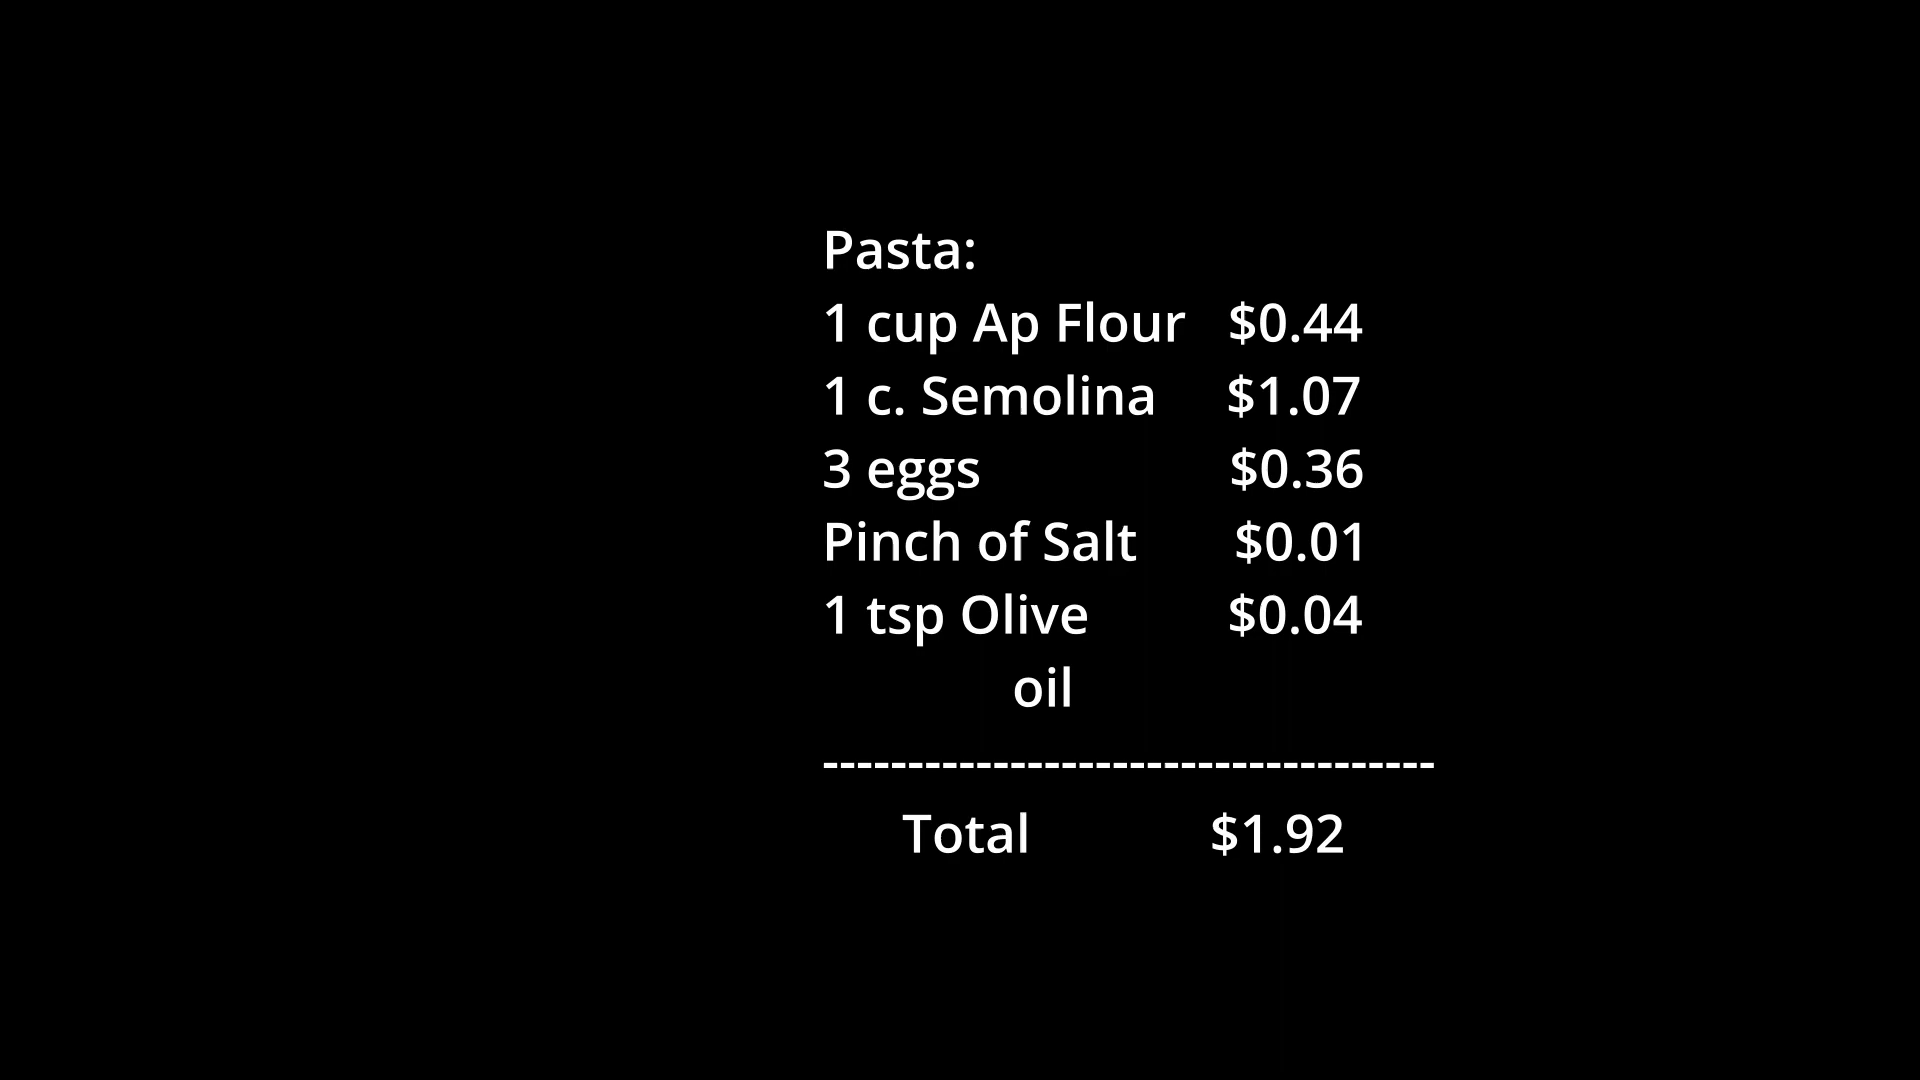 Pasta:
1 cup Ap Flour $0.44
1 c. Semolina $1.07
3 eggs $0.36
Pinch of Salt $0.01
1 tsp Olive $0.04
oil
------------------------------------
Total $1.92